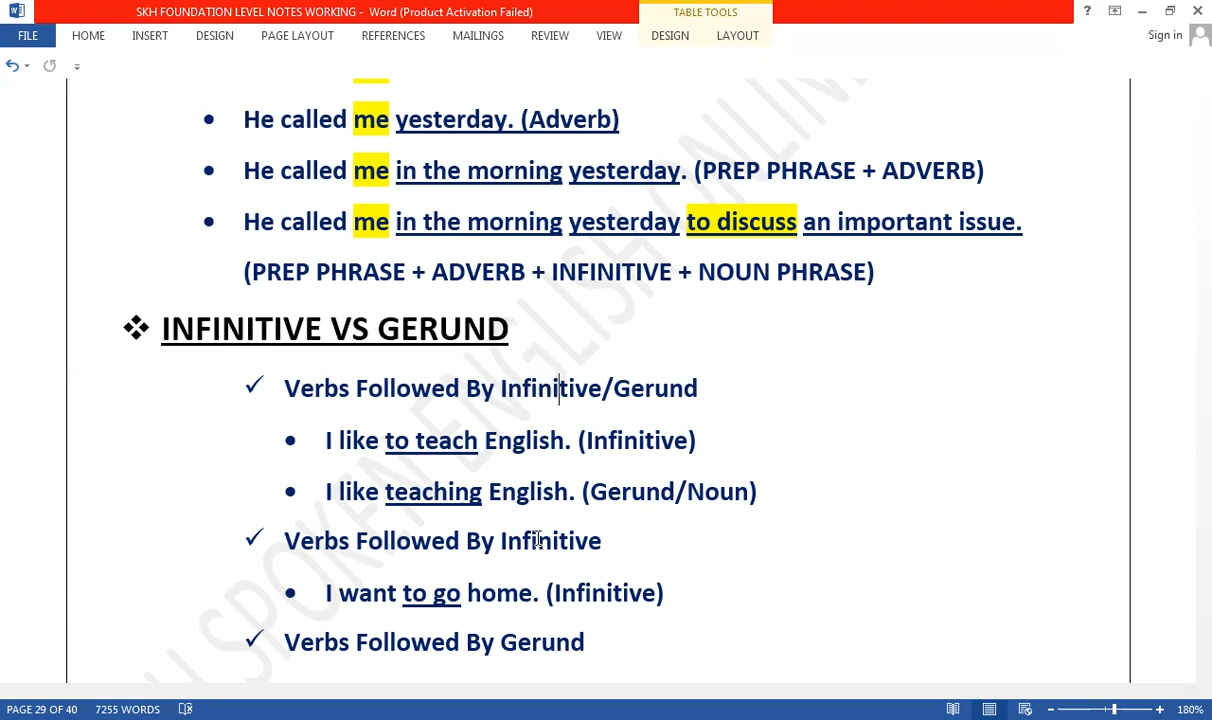 SKH FOUNDATION LEVEL NOTES WORKING - Word (Product Activation Failed)
TABLE TOOLS
?
FILE HOME INSERT DESIGN PAGE LAYOUT REFERENCES MAILINGS REVIEW VIEW DESIGN LAYOUT Sign in
• He called me yesterday. (Adverb)
• He called me in the morning yesterday. (PREP PHRASE + ADVERB)
• He called me in the morning yesterday to discuss an important issue.
(PREP PHRASE + ADVERB + INFINITIVE + NOUN PHRASE)
❖ INFINITIVE VS GERUND
✓ Verbs Followed By Infinitive/Gerund
• I like to teach English. (Infinitive)
• I like teaching English. (Gerund/Noun)
✓ Verbs Followed By Infinitive
• I want to go home. (Infinitive)
✓ Verbs Followed By Gerund
PAGE 29 OF 40 7255 WORDS 180%